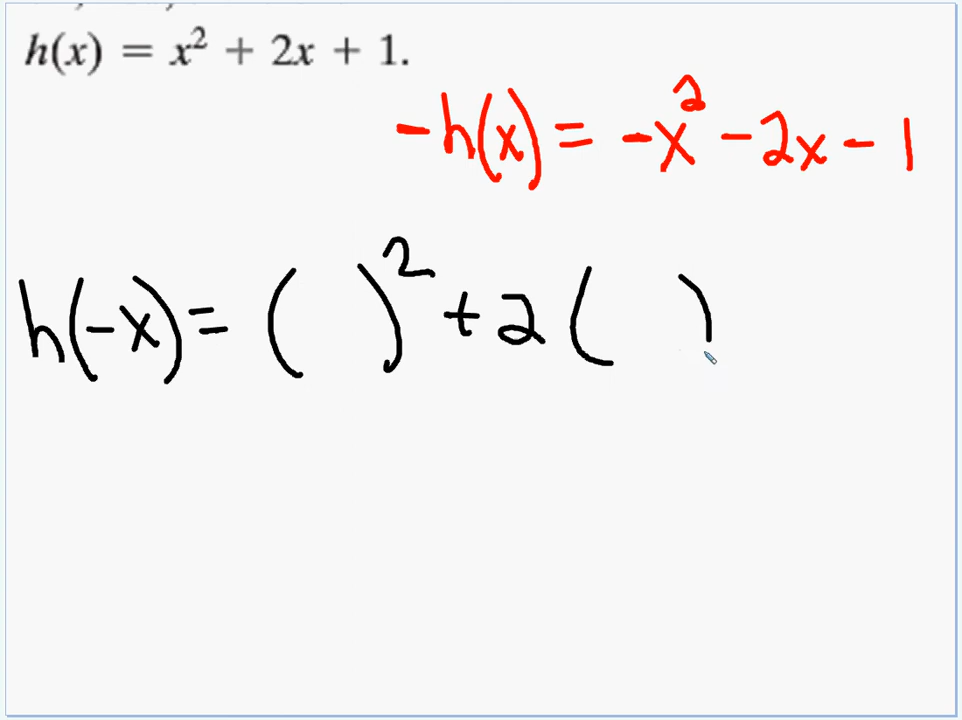 h(x) = x² + 2x + 1.
-h(x) = -x² - 2x - 1
h(-x) = ( )² + 2 ( )